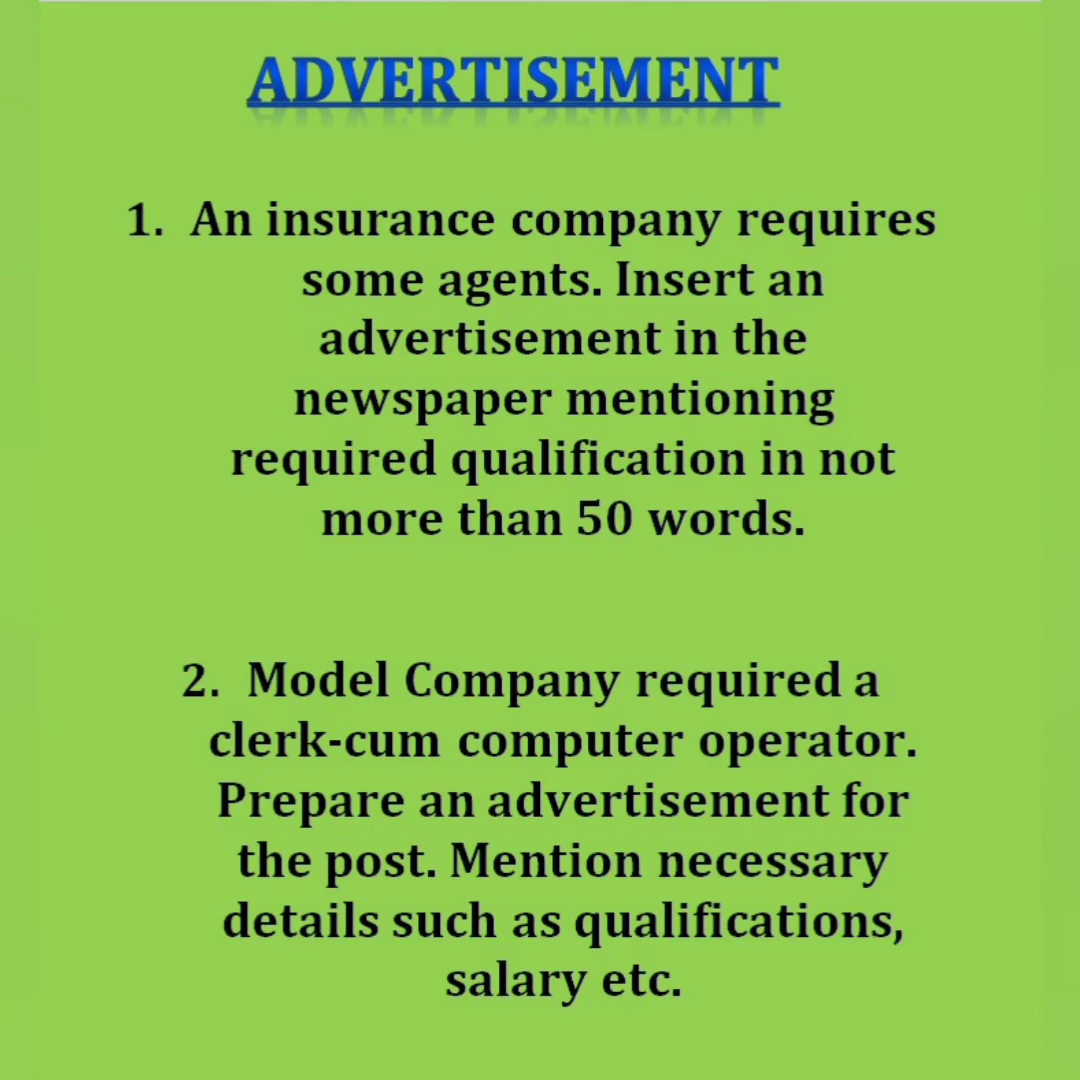 ADVERTISEMENT
1. An insurance company requires
some agents. Insert an
advertisement in the
newspaper mentioning
required qualification in not
more than 50 words.
2. Model Company required a
clerk-cum computer operator.
Prepare an advertisement for
the post. Mention necessary
details such as qualifications,
salary etc.